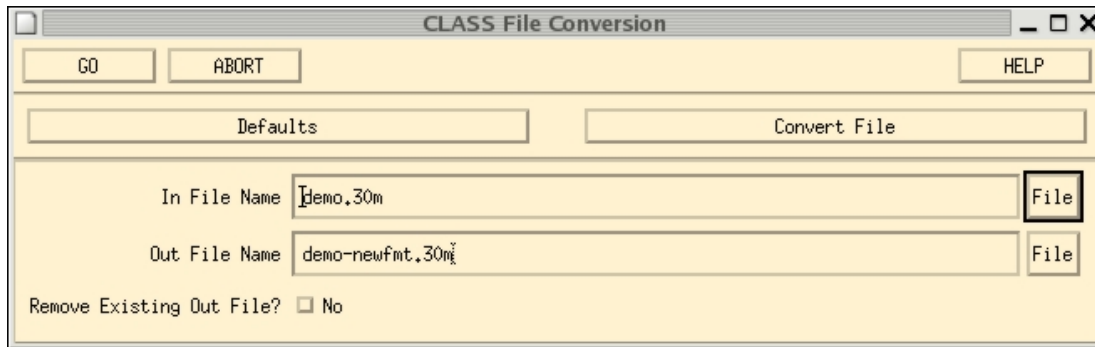 CLASS File Conversion
GO ABORT HELP
Defaults Convert File
In File Name demo.30m File
Out File Name demo-newfmt.30m File
Remove Existing Out File? No